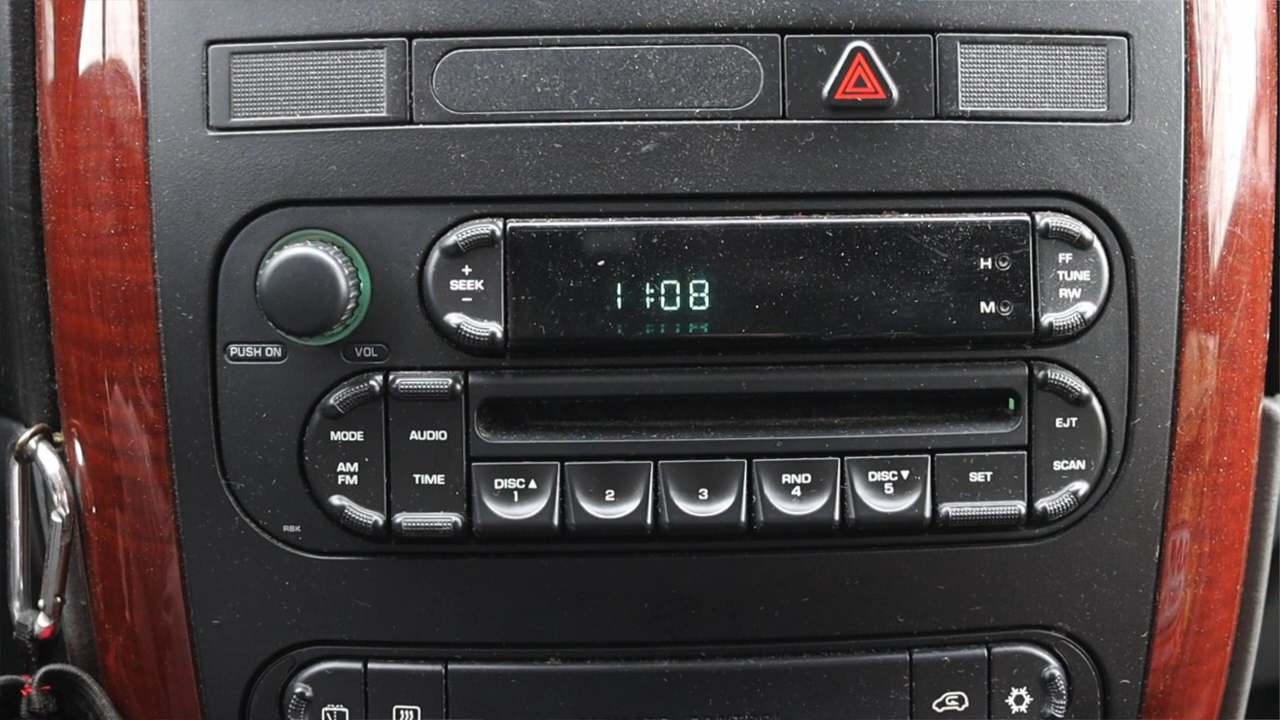 +
SEEK
–
11:08
H
M
FF
TUNE
RW
PUSH ON
VOL
MODE
AM
FM
AUDIO
TIME
EJT
SCAN
DISC▲
1
2
3
RND
4
DISC▼
5
SET
RBK